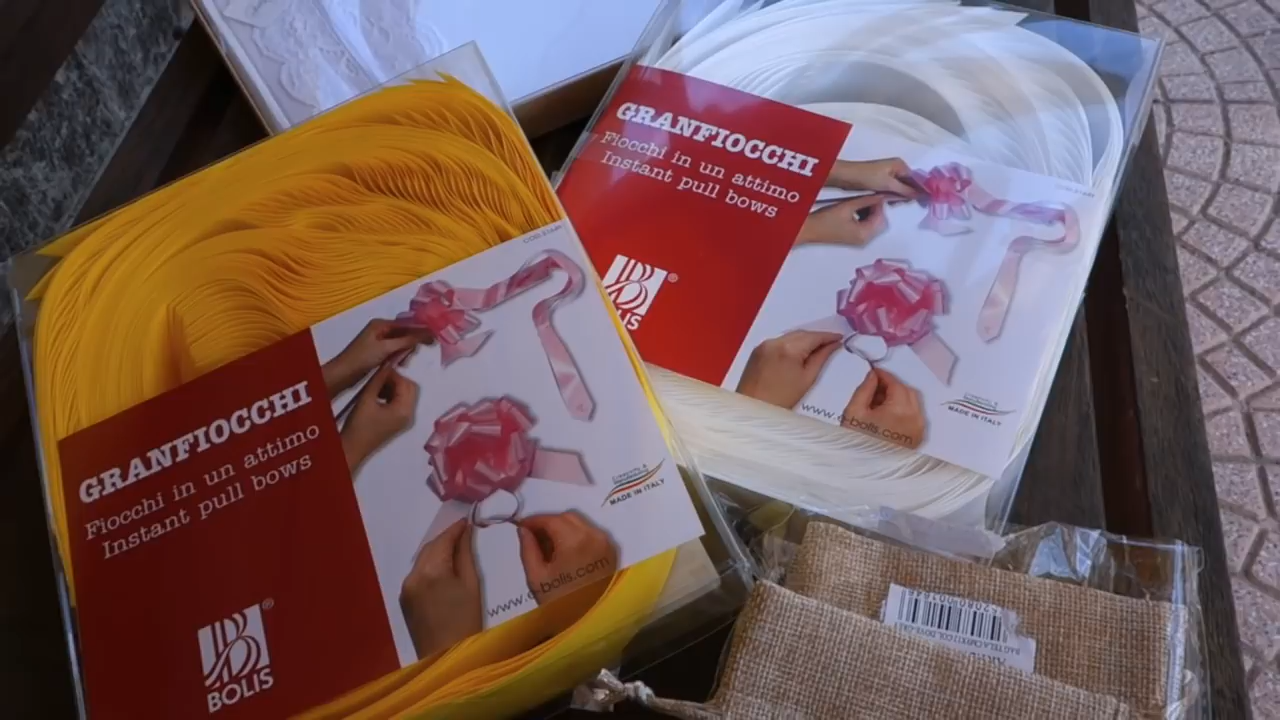 GRANFIOCCHI
Fiocchi in un attimo
Instant pull bows
BOLIS
®
MADE IN ITALY
www.e-bolis.com
GRANFIOCCHI
Fiocchi in un attimo
Instant pull bows
BOLIS
®
MADE IN ITALY
www.e-bolis.com